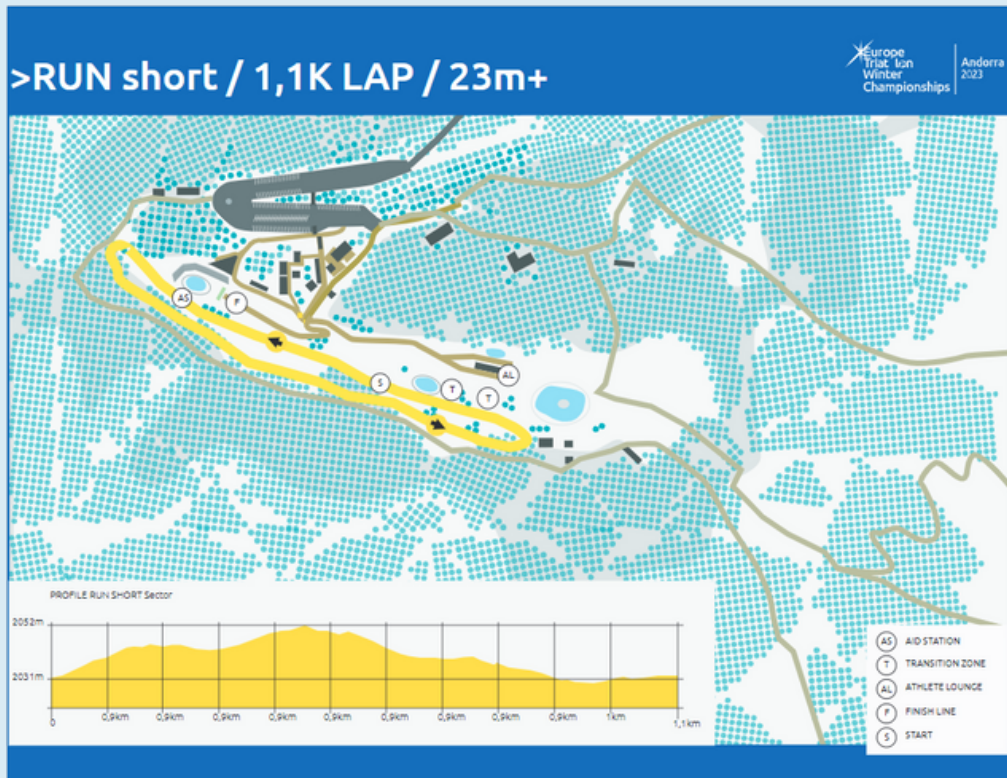 >RUN short / 1,1K LAP / 23m+
Europe
Triatlon
Winter
Championships
Andorra
2023
AS
F
S
T
T
AL
PROFILE RUN SHORT Sector
2052m
2031m
0
0,9km
0,9km
0,9km
0,9km
0,9km
0,9km
0,9km
0,9km
0,9km
1km
1,1km
AS AID STATION
T TRANSITION ZONE
AL ATHLETE LOUNGE
F FINISH LINE
S START